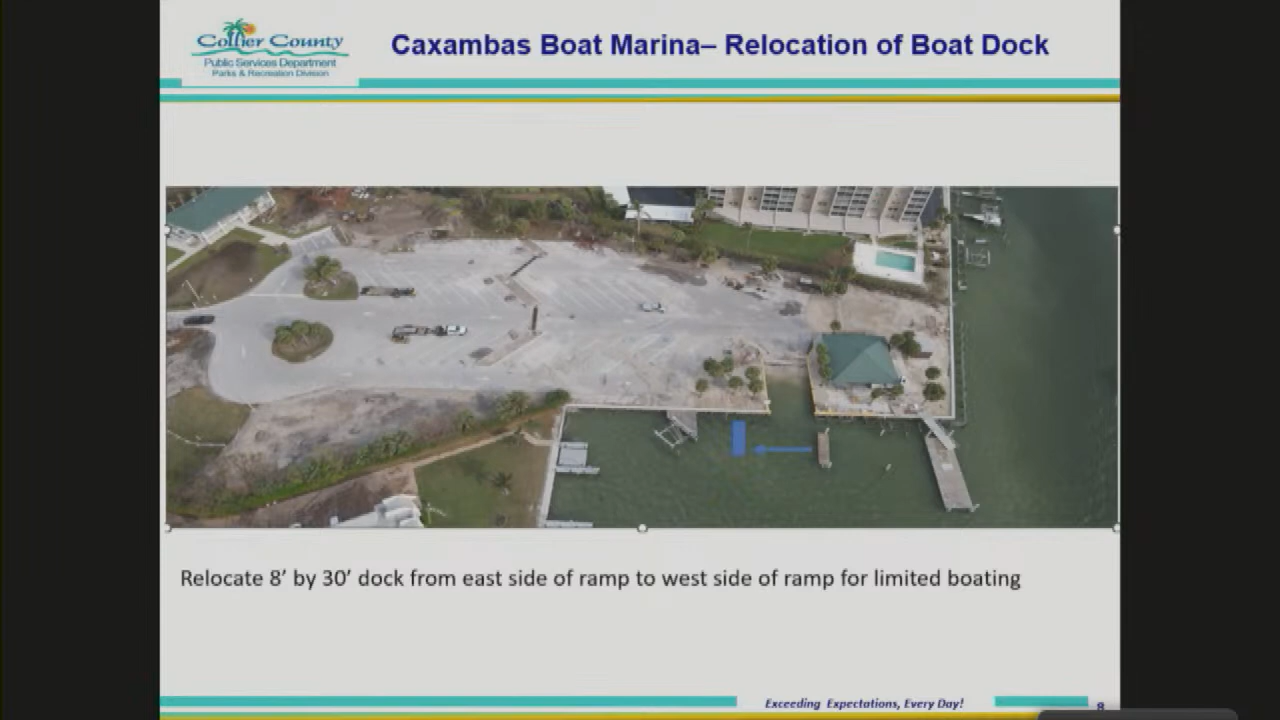 Collier County
Public Services Department
Parks & Recreation Division
Caxambas Boat Marina– Relocation of Boat Dock
Relocate 8’ by 30’ dock from east side of ramp to west side of ramp for limited boating
Exceeding Expectations, Every Day!
8